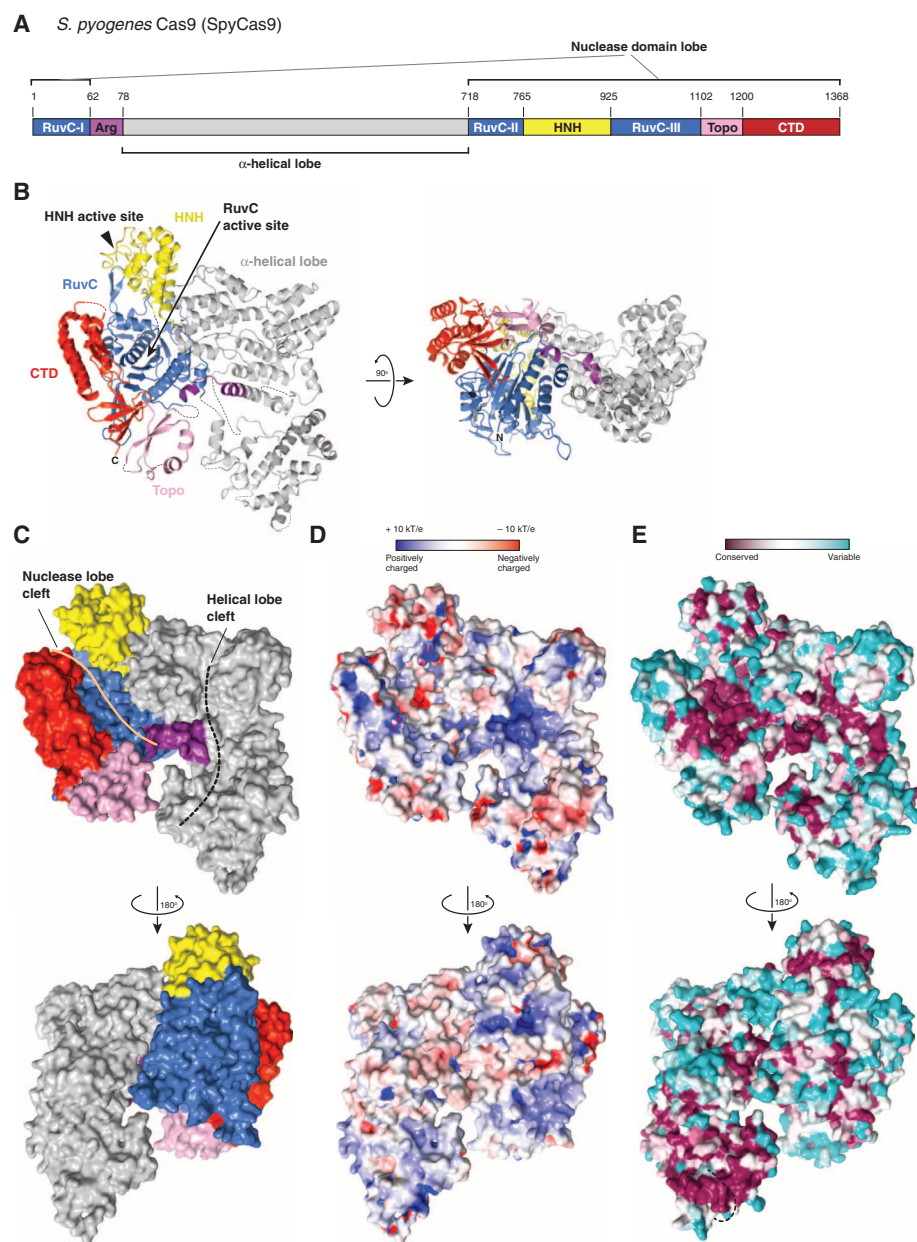 A S. pyogenes Cas9 (SpyCas9)
Nuclease domain lobe
1 62 78 718 765 925 1102 1200 1368
RuvC-I Arg RuvC-II HNH RuvC-III Topo CTD
α-helical lobe
B
HNH active site
HNH
RuvC
active site
α-helical lobe
RuvC
CTD
C
Topo
90°
N
C
Nuclease lobe
cleft
Helical lobe
cleft
180°
D
+ 10 kT/e – 10 kT/e
Positively
charged
Negatively
charged
180°
E
Conserved Variable
180°